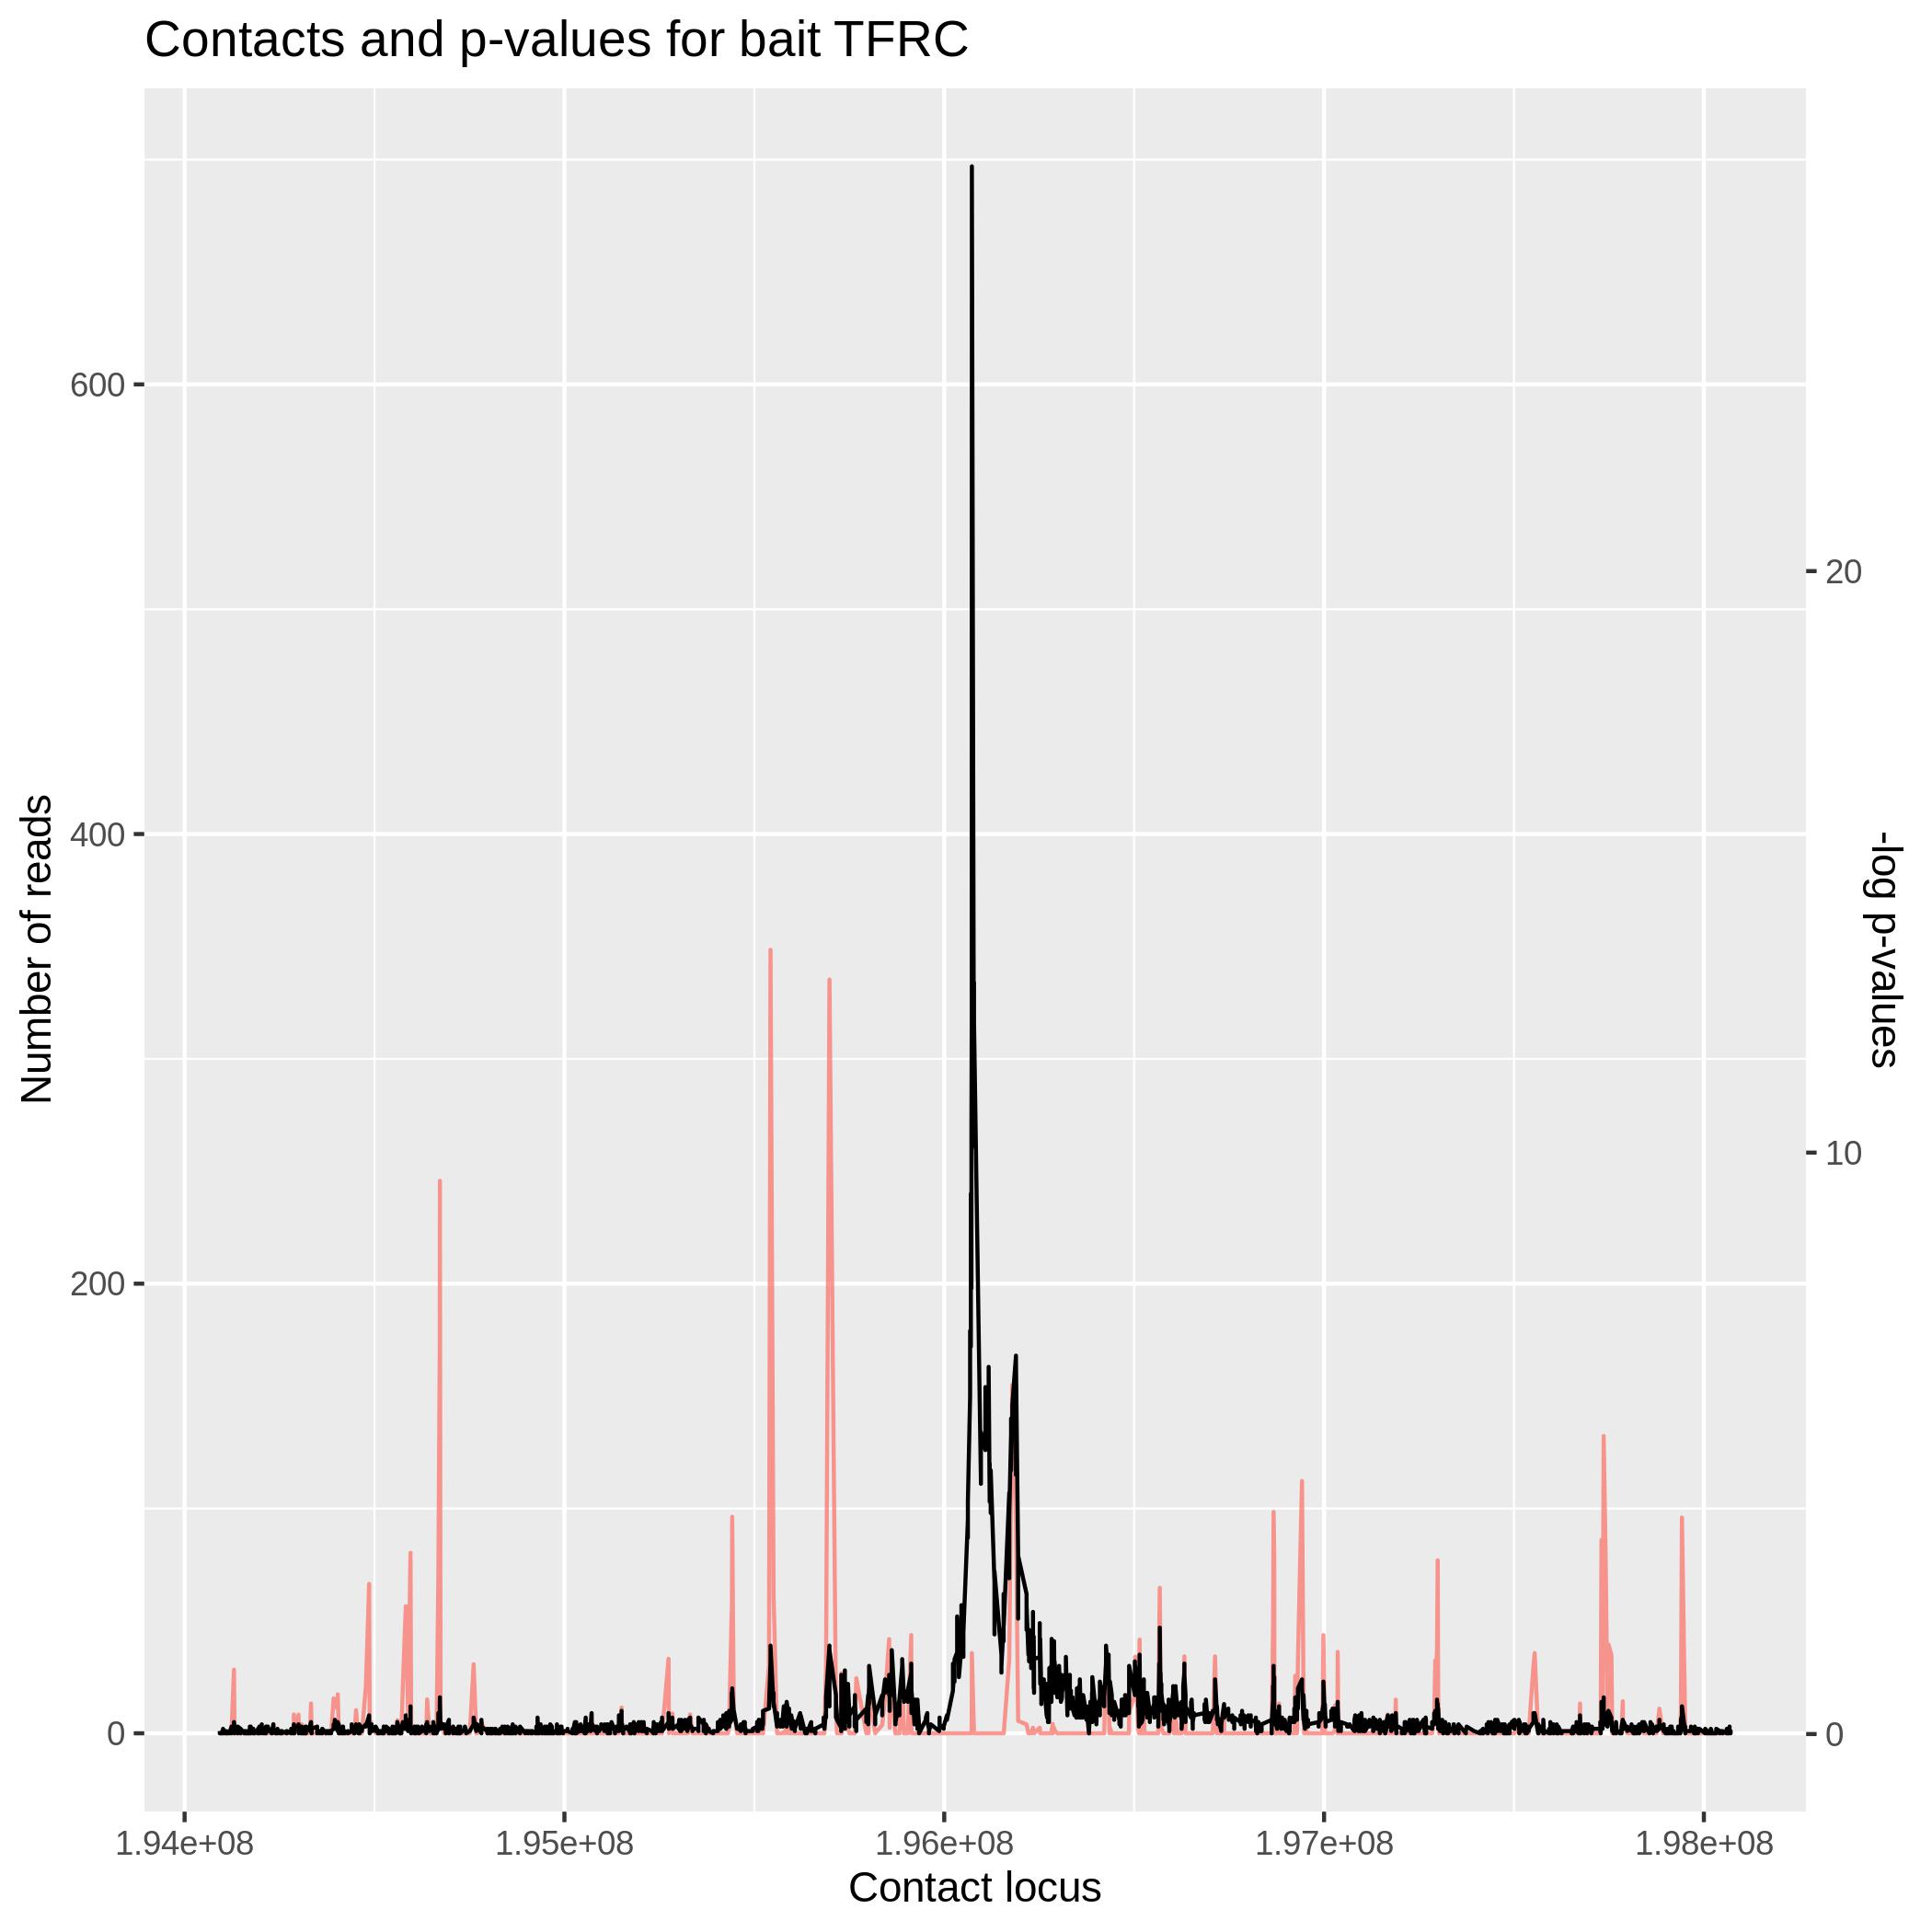 Contacts and p-values for bait TFRC
Number of reads
600
400
200
0
20
10
0
-log p-values
1.94e+08 1.95e+08 1.96e+08 1.97e+08 1.98e+08
Contact locus